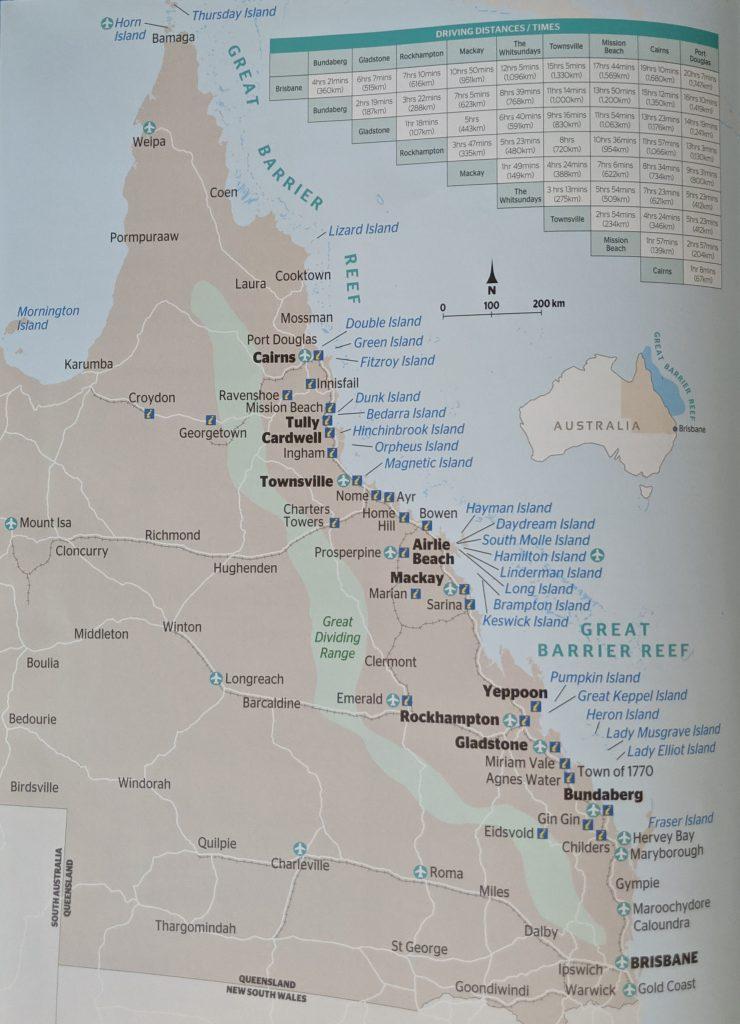 Thursday Island
Horn
Island
Bamaga
GREAT
BARRIER
REEF
DRIVING DISTANCES / TIMES
Bundaberg
Gladstone
Rockhampton
Mackay
The
Whitsundays
Townsville
Mission
Beach
Cairns
Port
Douglas
Brisbane
4hrs 21mins
(360km)
6hrs 7mins
(515km)
7hrs 10mins
(616km)
10hrs 50mins
(951km)
12hrs 5mins
(1,096km)
15hrs 5mins
(1,330km)
17hrs 44mins
(1,569km)
19hrs 10mins
(1,680km)
20hrs 7mins
(1,747km)
Bundaberg
2hrs 19mins
(187km)
3hrs 22mins
(288km)
7hrs 5mins
(623km)
8hrs 39mins
(768km)
11hrs 14mins
(1,000km)
13hrs 50mins
(1,200km)
15hrs 12mins
(1,350km)
16hrs 10mins
(1,419km)
Gladstone
1hr 18mins
(107km)
5hrs
(443km)
6hrs 40mins
(591km)
9hrs 16mins
(830km)
11hrs 54mins
(1,063km)
13hrs 23mins
(1,176km)
14hrs 19mins
(1,241km)
Rockhampton
3hrs 47mins
(335km)
5hrs 23mins
(480km)
8hrs
(720km)
10hrs 36mins
(954km)
11hrs 57mins
(1,066km)
13hrs 3mins
(1,130km)
Mackay
1hr 49mins
(149km)
4hrs 24mins
(388km)
7hrs 6mins
(622km)
8hrs 34mins
(734km)
9hrs 31mins
(800km)
The
Whitsundays
3 hrs 13mins
(275km)
5hrs 54mins
(509km)
7hrs 23mins
(621km)
5hrs 23mins
(412km)
Townsville
2hrs 54mins
(234km)
4hrs 24mins
(346km)
5hrs 23mins
(412km)
Mission
Beach
1hr 57mins
(139km)
2hrs 57mins
(204km)
Cairns
1hr 8mins
(67km)
Weipa
Coen
Pormpuraaw
Lizard Island
Laura
Cooktown
N
0 100 200 km
Mornington
Island
Mossman
Port Douglas
Double Island
Green Island
Cairns
Fitzroy Island
Karumba
Innisfail
Croydon
Ravenshoe
Dunk Island
Mission Beach
Bedarra Island
Tully
Hinchinbrook Island
Georgetown
Cardwell
Orpheus Island
Ingham
Magnetic Island
Townsville
GREAT BARRIER REEF
AUSTRALIA
Brisbane
Nome
Ayr
Home
Hill
Bowen
Charters
Towers
Mount Isa
Cloncurry
Richmond
Hughenden
Prosperpine
Airlie
Beach
Hayman Island
Daydream Island
South Molle Island
Hamilton Island
Linderman Island
Long Island
Brampton Island
Keswick Island
Mackay
Marian
Sarina
GREAT
BARRIER REEF
Great
Dividing
Range
Middleton
Winton
Boulia
Clermont
Longreach
Barcaldine
Emerald
Yeppoon
Pumpkin Island
Great Keppel Island
Rockhampton
Heron Island
Bedourie
Lady Musgrave Island
Gladstone
Lady Elliot Island
Miriam Vale
Agnes Water
Town of 1770
Birdsville
Windorah
Bundaberg
Gin Gin
Fraser Island
Eidsvold
Childers
Hervey Bay
Maryborough
Quilpie
Charleville
Roma
Gympie
SOUTH AUSTRALIA
QUEENSLAND
Miles
Maroochydore
Caloundra
Thargomindah
Dalby
St George
BRISBANE
Ipswich
QUEENSLAND
NEW SOUTH WALES
Goondiwindi
Warwick
Gold Coast